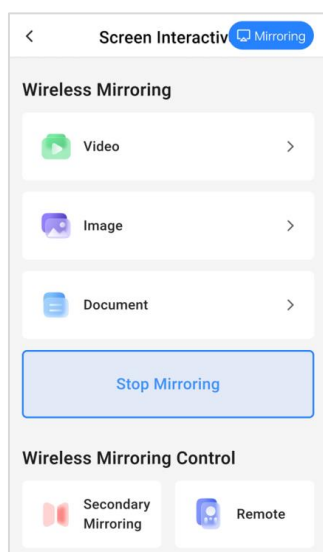 Screen Interactiv
Mirroring
Wireless Mirroring
Video
Image
Document
Stop Mirroring
Wireless Mirroring Control
Secondary
Mirroring
Remote